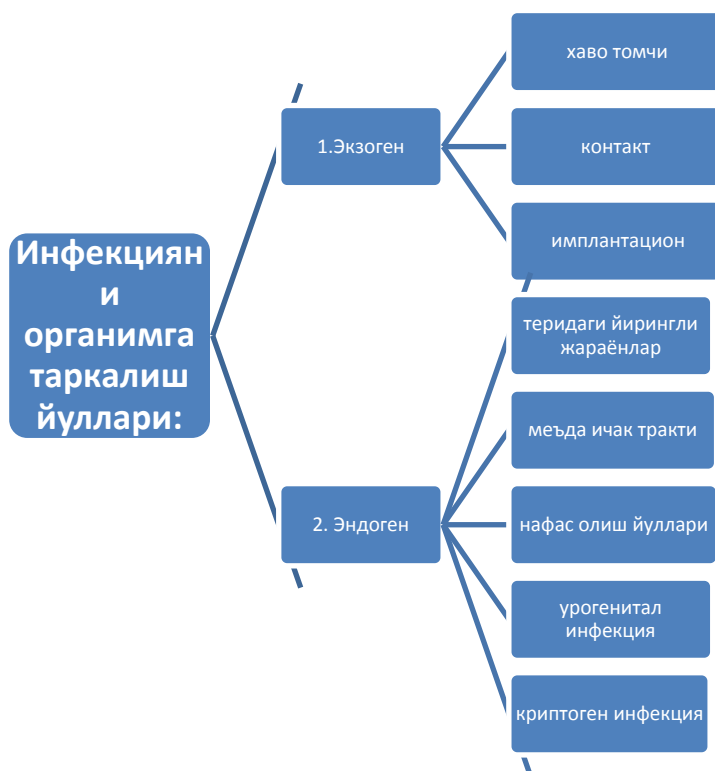 Инфекциян
и
органимга
таркалиш
йуллари:
1.Экзоген
хаво томчи
контакт
имплантацион
2. Эндоген
теридаги йирингли
жараёнлар
меъда ичак тракти
нафас олиш йуллари
урогенитал
инфекция
криптоген инфекция